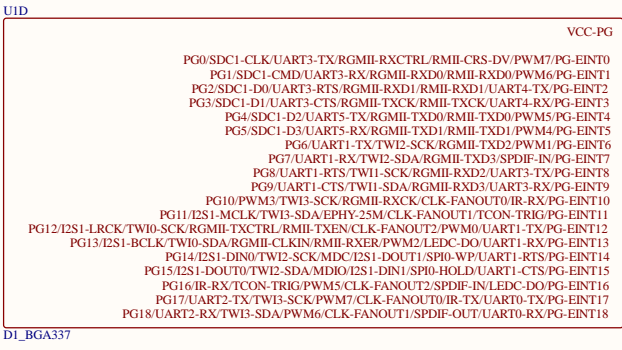 U1D
VCC-PG
PG0/SDC1-CLK/UART3-TX/RGMII-RXCTRL/RMII-CRS-DV/PWM7/PG-EINT0
PG1/SDC1-CMD/UART3-RX/RGMII-RXD0/RMII-RXD0/PWM6/PG-EINT1
PG2/SDC1-D0/UART3-RTS/RGMII-RXD1/RMII-RXD1/UART4-TX/PG-EINT2
PG3/SDC1-D1/UART3-CTS/RGMII-TXCK/RMII-TXCK/UART4-RX/PG-EINT3
PG4/SDC1-D2/UART5-TX/RGMII-TXD0/RMII-TXD0/PWM5/PG-EINT4
PG5/SDC1-D3/UART5-RX/RGMII-TXD1/RMII-TXD1/PWM4/PG-EINT5
PG6/UART1-TX/TWI2-SCK/RGMII-TXD2/PWM1/PG-EINT6
PG7/UART1-RX/TWI2-SDA/RGMII-TXD3/SPDIF-IN/PG-EINT7
PG8/UART1-RTS/TWI1-SCK/RGMII-RXD2/UART3-TX/PG-EINT8
PG9/UART1-CTS/TWI1-SDA/RGMII-RXD3/UART3-RX/PG-EINT9
PG10/PWM3/TWI3-SCK/RGMII-RXCK/CLK-FANOUT0/IR-RX/PG-EINT10
PG11/I2S1-MCLK/TWI3-SDA/EPHY-25M/CLK-FANOUT1/TCON-TRIG/PG-EINT11
PG12/I2S1-LRCK/TWI0-SCK/RGMII-TXCTRL/RMII-TXEN/CLK-FANOUT2/PWM0/UART1-TX/PG-EINT12
PG13/I2S1-BCLK/TWI0-SDA/RGMII-CLKIN/RMII-RXER/PWM2/LEDC-DO/UART1-RX/PG-EINT13
PG14/I2S1-DIN0/TWI2-SCK/MDC/I2S1-DOUT1/SPI0-WP/UART1-RTS/PG-EINT14
PG15/I2S1-DOUT0/TWI2-SDA/MDIO/I2S1-DIN1/SPI0-HOLD/UART1-CTS/PG-EINT15
PG16/IR-RX/TCON-TRIG/PWM5/CLK-FANOUT2/SPDIF-IN/LEDC-DO/PG-EINT16
PG17/UART2-TX/TWI3-SCK/PWM7/CLK-FANOUT0/IR-TX/UART0-TX/PG-EINT17
PG18/UART2-RX/TWI3-SDA/PWM6/CLK-FANOUT1/SPDIF-OUT/UART0-RX/PG-EINT18
D1_BGA337